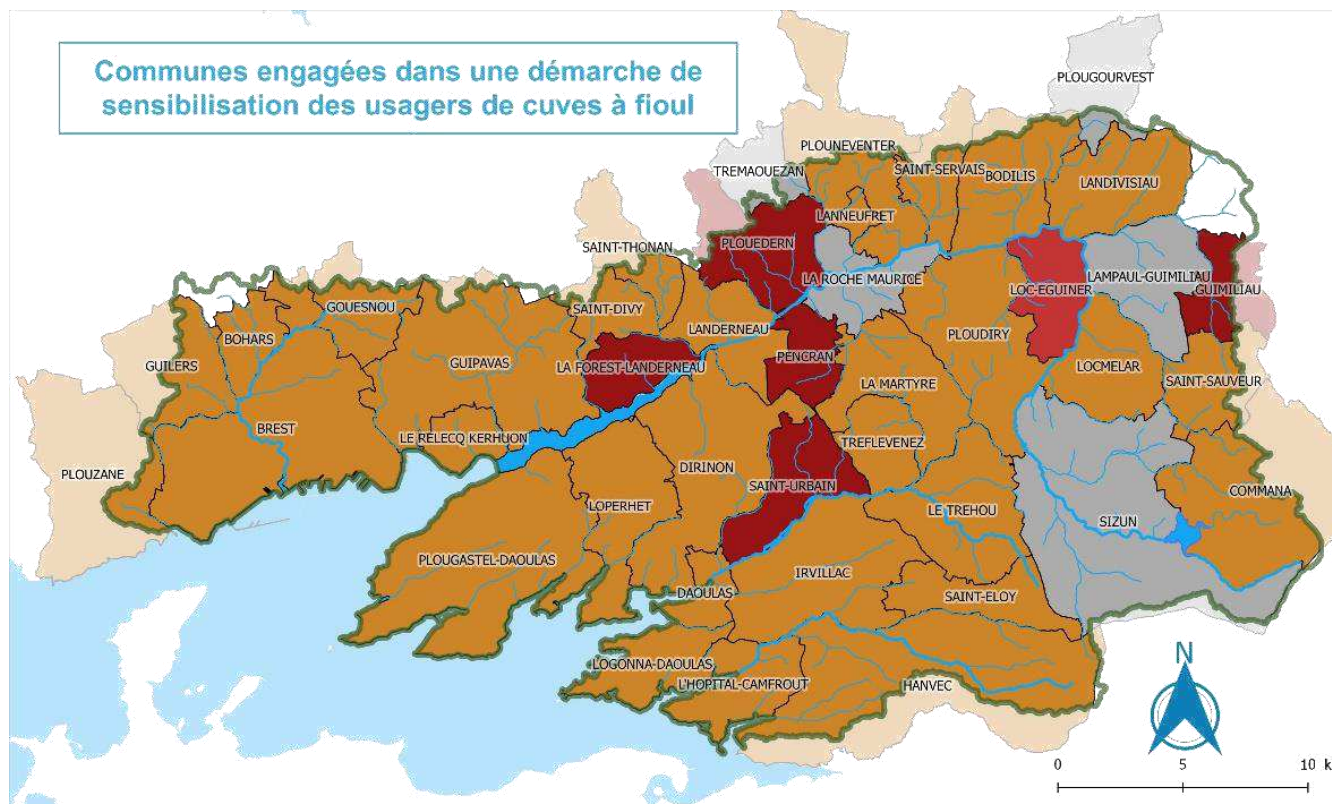 Communes engagées dans une démarche de
sensibilisation des usagers de cuves à fioul
PLOUGOURVEST
PLOUNEVENTER
TREMAOUEZAN
SAINT-SERVAIS
BODILIS
LANDIVISIAU
LANNEUFRET
SAINT-THONAN
PLOUEDERN
LA ROCHE MAURICE
LAMPAUL-GUIMILIAU
GUIMILIAU
LOC-EGUINER
SAINT-DIVY
GOUESNOU
BOHARS
LANDERNEAU
PLOUDIRY
GUILERS
GUIPAVAS
LA FOREST-LANDERNEAU
PENCRAN
LOCMELAR
SAINT-SAUVEUR
LA MARTYRE
BREST
LE RELECQ KERHUON
TREFLEVENEZ
PLOUZANE
DIRINON
SAINT-URBAIN
COMMANA
LOPERHET
LE TREHOU
SIZUN
PLOUGASTEL-DAOULAS
IRVILLAC
DAOULAS
SAINT-ELOY
LOGONNA-DAOULAS
L'HOPITAL-CAMFROUT
HANVEC
N
0 5 10 k